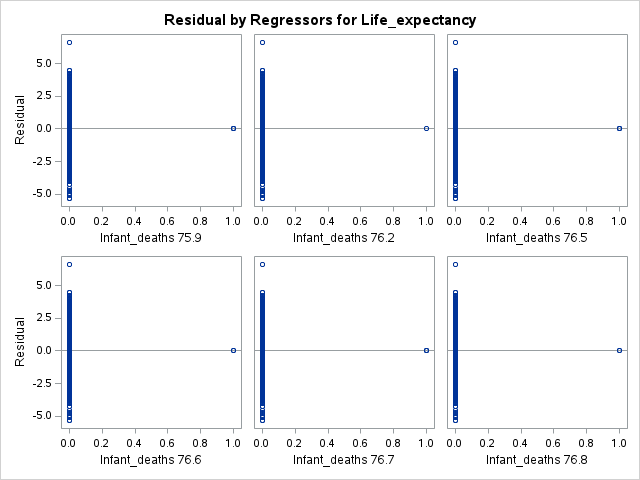 Residual by Regressors for Life_expectancy
Residual
5.0
2.5
0.0
-2.5
-5.0
0.0 0.2 0.4 0.6 0.8 1.0
Infant_deaths 75.9
0.0 0.2 0.4 0.6 0.8 1.0
Infant_deaths 76.2
0.0 0.2 0.4 0.6 0.8 1.0
Infant_deaths 76.5
Residual
5.0
2.5
0.0
-2.5
-5.0
0.0 0.2 0.4 0.6 0.8 1.0
Infant_deaths 76.6
0.0 0.2 0.4 0.6 0.8 1.0
Infant_deaths 76.7
0.0 0.2 0.4 0.6 0.8 1.0
Infant_deaths 76.8